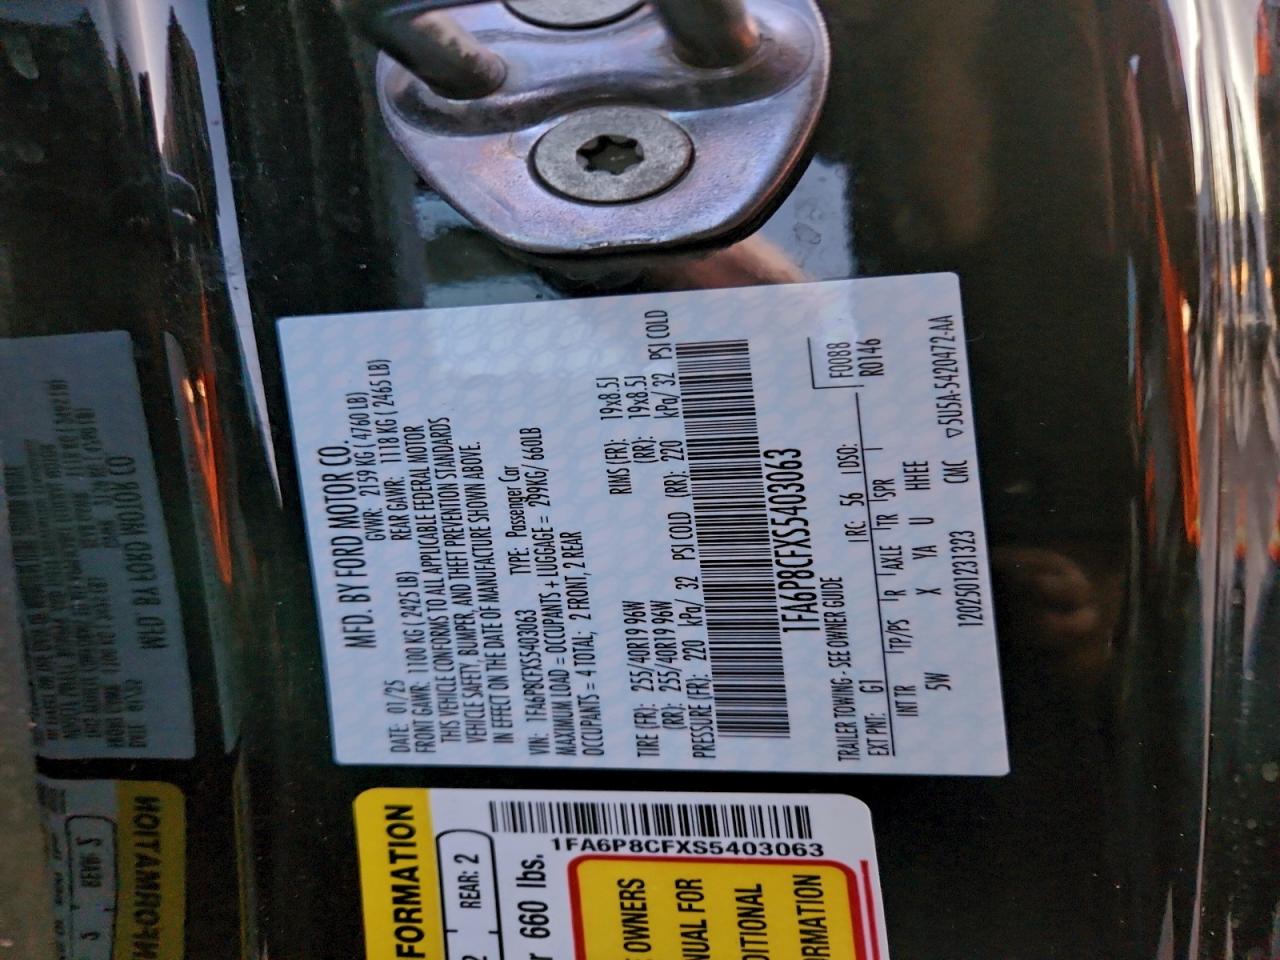 MFD. BY FORD MOTOR CO.
DATE: 07/25 GVWR: 2159 KG ( 4760 LB)
FRONT GAWR: 1100 KG ( 2425 LB) REAR GAWR: 1118 KG ( 2465 LB)
THIS VEHICLE CONFORMS TO ALL APPLICABLE FEDERAL MOTOR
VEHICLE SAFETY, BUMPER, AND THEFT PREVENTION STANDARDS
IN EFFECT ON THE DATE OF MANUFACTURE SHOWN ABOVE.
VIN: 1FA6P8CFXS5403063 TYPE: Passenger Car
MAXIMUM LOAD = OCCUPANTS + LUGGAGE = 299KG/ 660LB
OCCUPANTS = 4 TOTAL; 2 FRONT, 2 REAR
TIRE (FR): 255/40R19 96W RIMS (FR): 19x8.5J
(RR): 255/40R19 96W (RR): 19x8.5J
PRESSURE (FR): 220 kPa/ 32 PSI COLD (RR): 220 kPa/ 32 PSI COLD
1FA6P8CFXS5403063
TRAILER TOWING - SEE OWNER GUIDE
F0088
R0146
EXT PNT: G1 RC: 56 DSO:
INT TR TP/PS R AXLE TR SPR
5W X YA U HHEE
1202501231323 CMC ▽5U5A-5420472-AA
FORMATION
REAR: 2
660 lbs.
1FA6P8CFXS5403063
OWNERS
NUAL FOR
DITIONAL
ORMATION